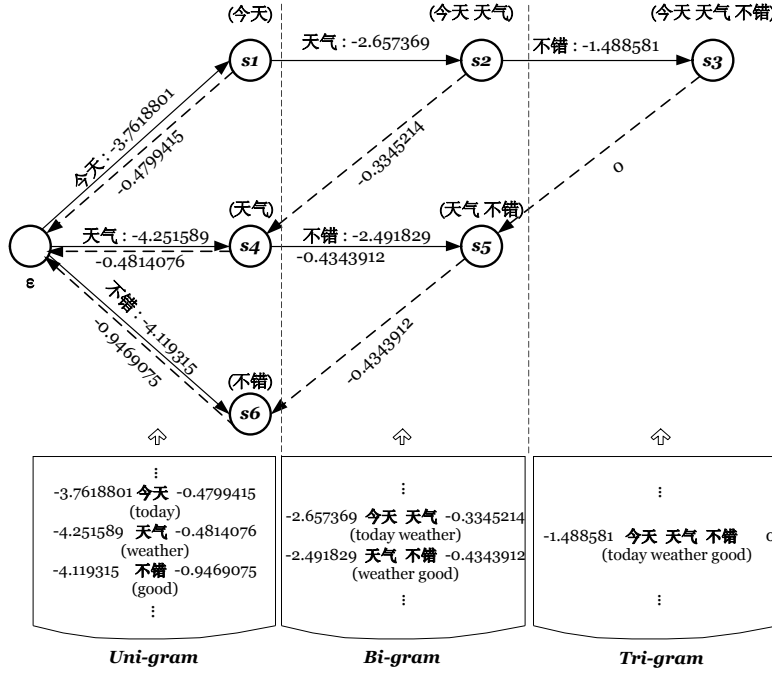 (今天)
(今天 天气)
(今天 天气 不错)
s1
天气 : -2.657369
s2
不错 : -1.488581
s3
今天 : -3.7618801
-0.4799415
-0.3345214
0
(天气)
(天气 不错)
天气 : -4.251589
s4
不错 : -2.491829
s5
-0.4814076
-0.4343912
ε
不错 : -4.119315
-0.9469075
-0.4343912
(不错)
s6
...
-3.7618801 今天 -0.4799415
(today)
-4.251589 天气 -0.4814076
(weather)
-4.119315 不错 -0.9469075
(good)
...
Uni-gram
...
-2.657369 今天 天气 -0.3345214
(today weather)
-2.491829 天气 不错 -0.4343912
(weather good)
...
Bi-gram
...
-1.488581 今天 天气 不错 0
(today weather good)
...
Tri-gram